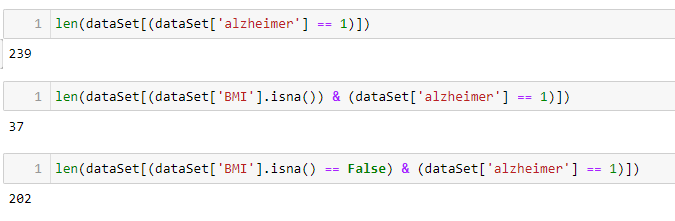 1 len(dataSet[(dataSet['alzheimer'] == 1)])
239
1 len(dataSet[(dataSet['BMI'].isna()) & (dataSet['alzheimer'] == 1)])
37
1 len(dataSet[(dataSet['BMI'].isna() == False) & (dataSet['alzheimer'] == 1)])
202